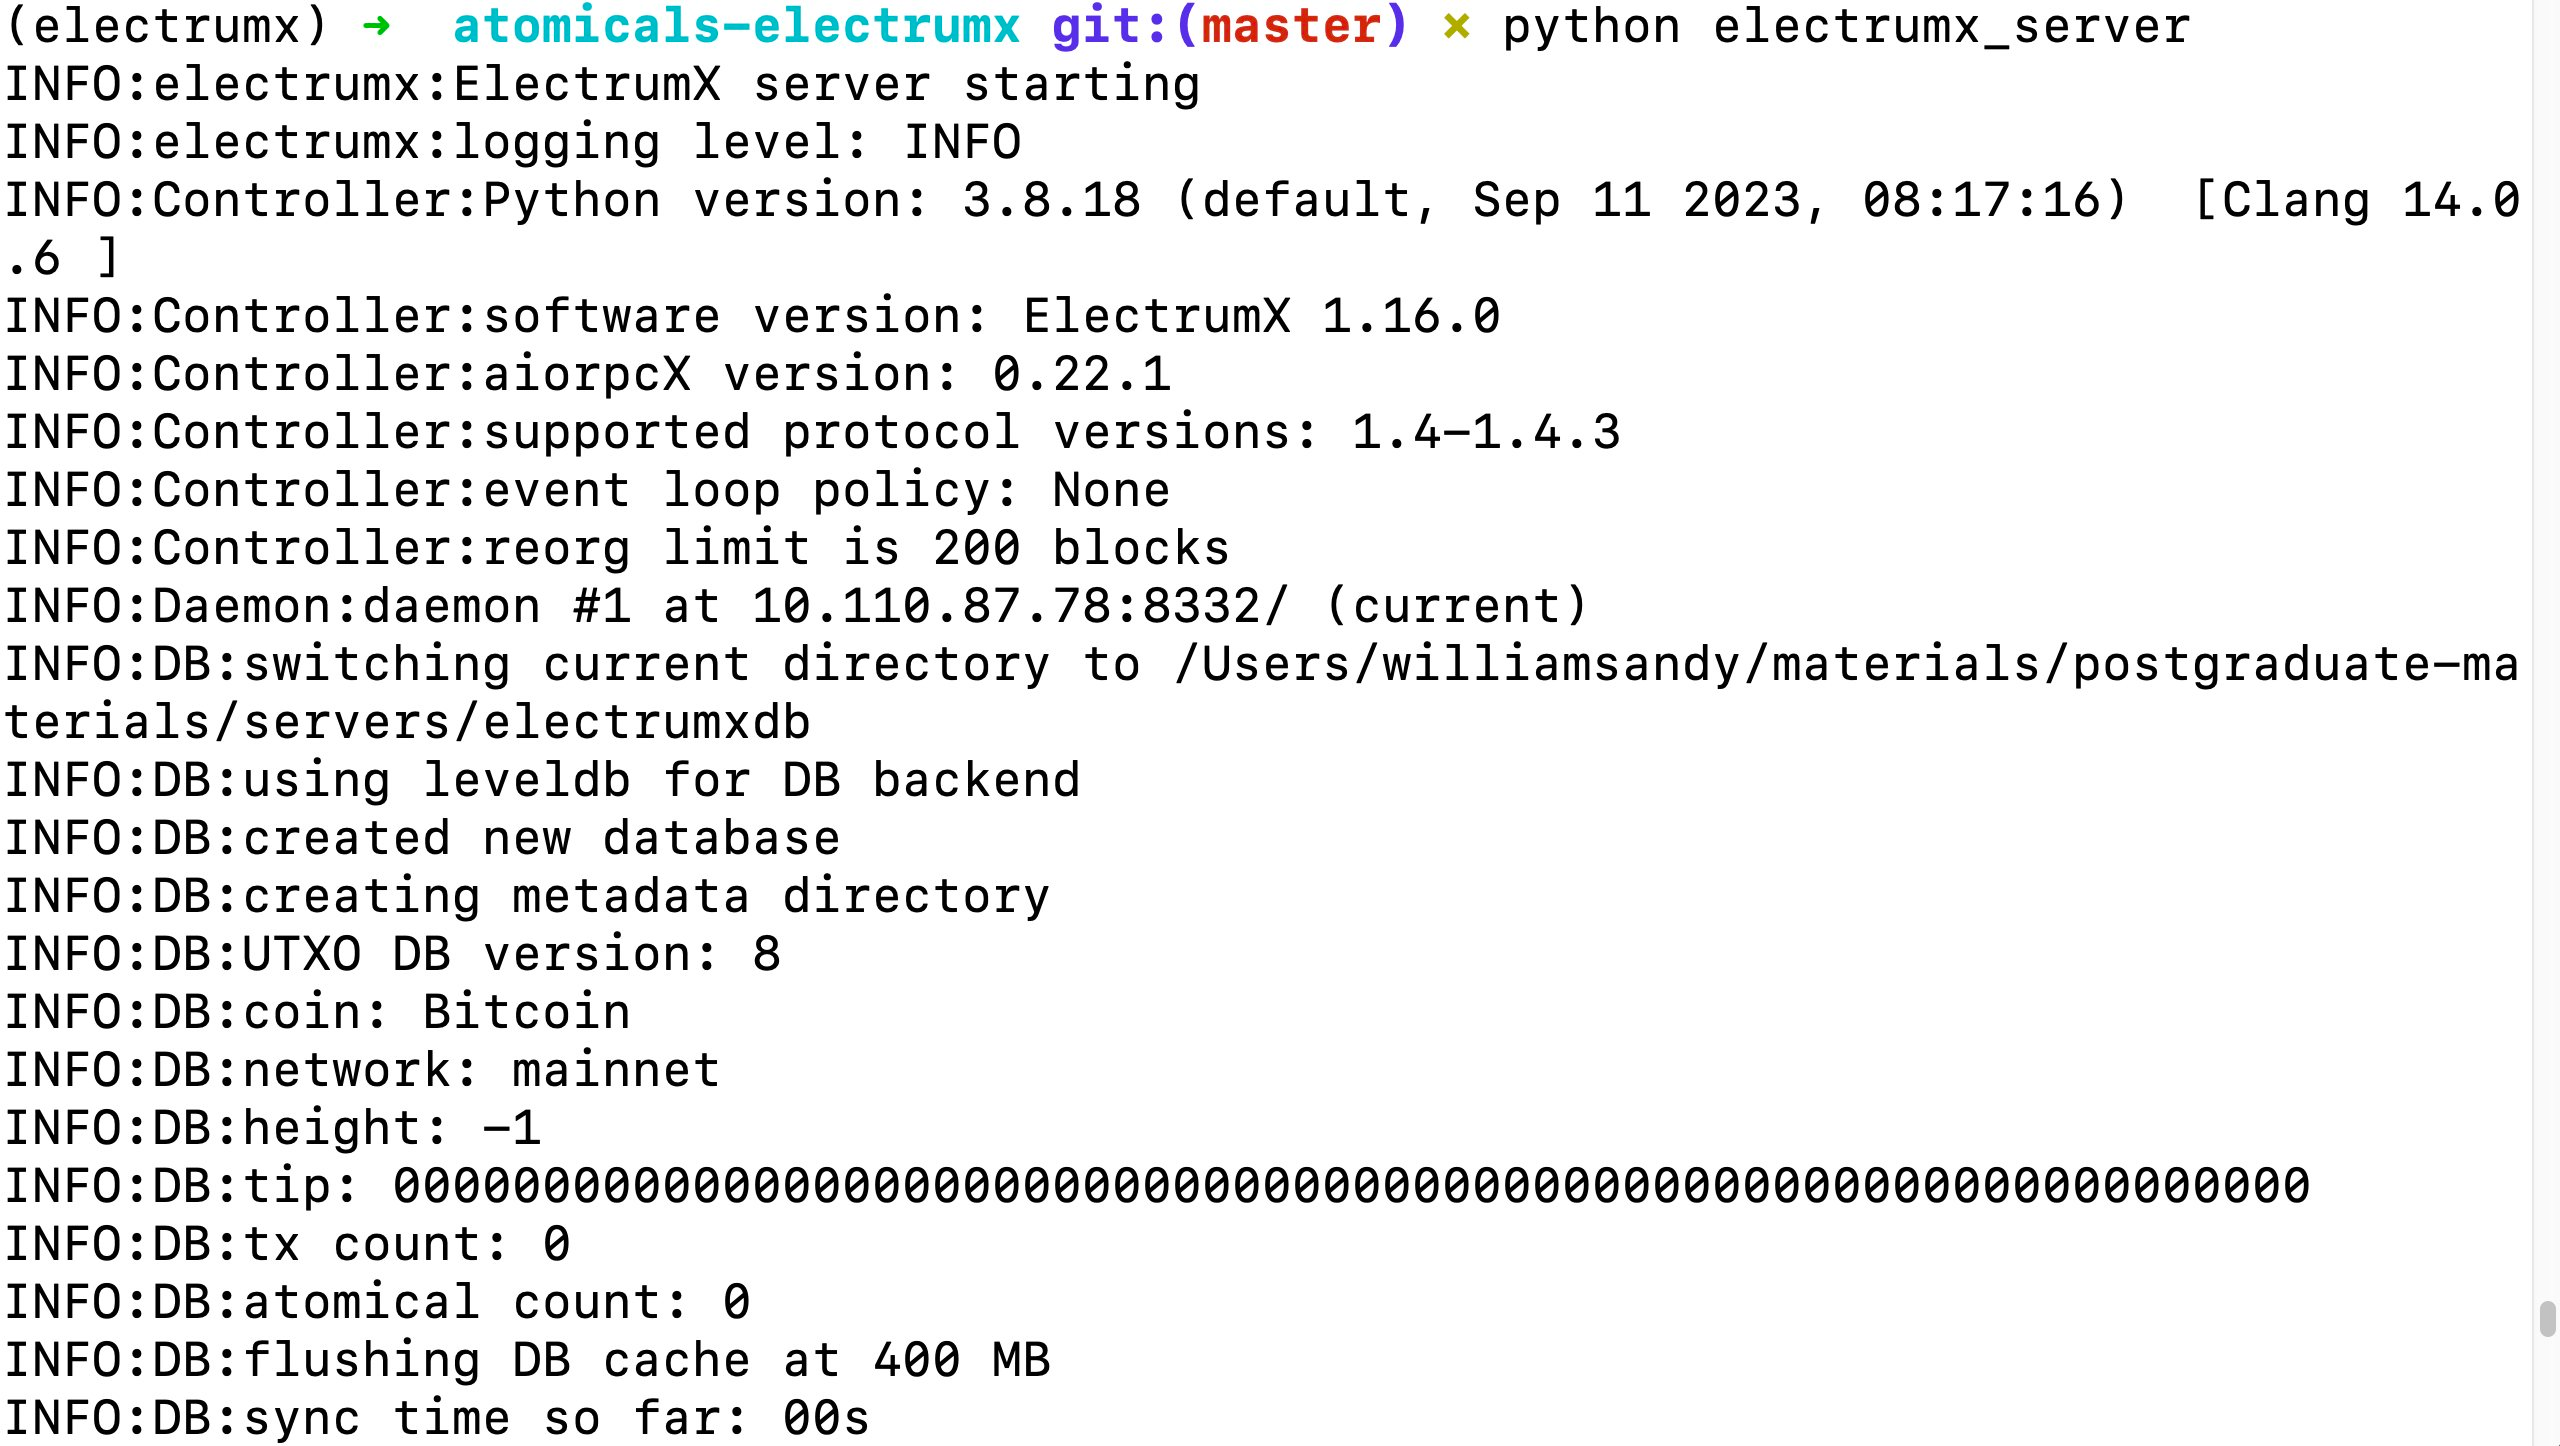 (electrumx) ➜  atomicals-electrumx git:(master) ✗ python electrumx_server
INFO:electrumx:ElectrumX server starting
INFO:electrumx:logging level: INFO
INFO:Controller:Python version: 3.8.18 (default, Sep 11 2023, 08:17:16)  [Clang 14.0
.6 ]
INFO:Controller:software version: ElectrumX 1.16.0
INFO:Controller:aiorpcX version: 0.22.1
INFO:Controller:supported protocol versions: 1.4-1.4.3
INFO:Controller:event loop policy: None
INFO:Controller:reorg limit is 200 blocks
INFO:Daemon:daemon #1 at 10.110.87.78:8332/ (current)
INFO:DB:switching current directory to /Users/williamsandy/materials/postgraduate-ma
terials/servers/electrumxdb
INFO:DB:using leveldb for DB backend
INFO:DB:created new database
INFO:DB:creating metadata directory
INFO:DB:UTXO DB version: 8
INFO:DB:coin: Bitcoin
INFO:DB:network: mainnet
INFO:DB:height: -1
INFO:DB:tip: 0000000000000000000000000000000000000000000000000000000000000000
INFO:DB:tx count: 0
INFO:DB:atomical count: 0
INFO:DB:flushing DB cache at 400 MB
INFO:DB:sync time so far: 00s